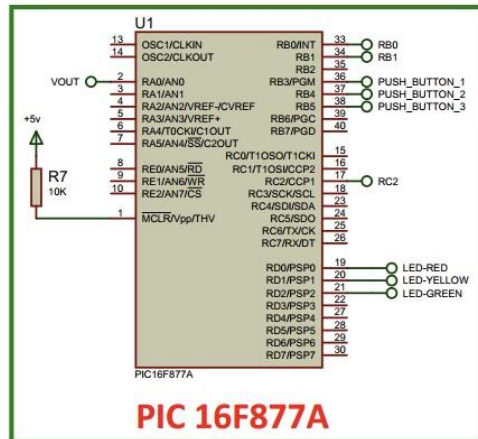 U1
13 OSC1/CLKIN RB0/INT 33 RB0
14 OSC2/CLKOUT RB1 34 RB1
RB2 35
VOUT 2 RA0/AN0 RB3/PGM 36 PUSH_BUTTON_1
3 RA1/AN1 RB4 37 PUSH_BUTTON_2
4 RA2/AN2/VREF-/CVREF RB5 38 PUSH_BUTTON_3
5 RA3/AN3/VREF+ RB6/PGC 39
6 RA4/T0CKI/C1OUT RB7/PGD 40
7 RA5/AN4/SS/C2OUT
+5v
RC0/T1OSO/T1CKI 15
8 RE0/AN5/RD RC1/T1OSI/CCP2 16
9 RE1/AN6/WR RC2/CCP1 17 RC2
10 RE2/AN7/CS RC3/SCK/SCL 18
R7
10K
RC4/SDI/SDA 23
1 MCLR/Vpp/THV RC5/SDO 24
RC6/TX/CK 25
RC7/RX/DT 26
RD0/PSP0 19 LED-RED
RD1/PSP1 20 LED-YELLOW
RD2/PSP2 21 LED-GREEN
RD3/PSP3 22
RD4/PSP4 27
RD5/PSP5 28
RD6/PSP6 29
RD7/PSP7 30
PIC16F877A
PIC 16F877A